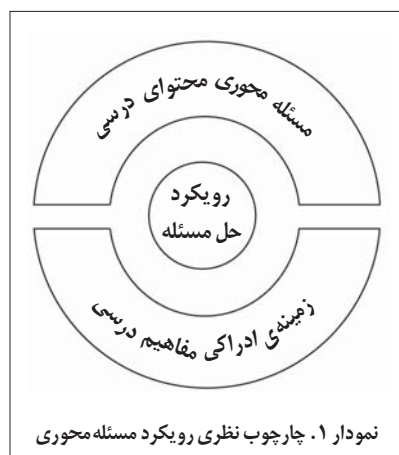 مسئله محوری محتوای درسی
رویکرد
حل مسئله
زمینه‌ی ادراکی مفاهیم درسی
نمودار ۱. چارچوب نظری رویکرد مسئله‌محوری